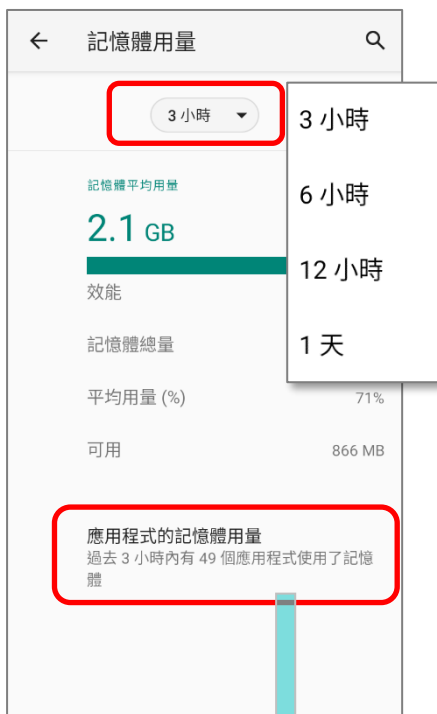 記憶體用量
3 小時
3 小時
6 小時
12 小時
1 天
記憶體平均用量
2.1 GB
效能
記憶體總量
平均用量 (%)
71%
可用
866 MB
應用程式的記憶體用量
過去 3 小時內有 49 個應用程式使用了記憶
體